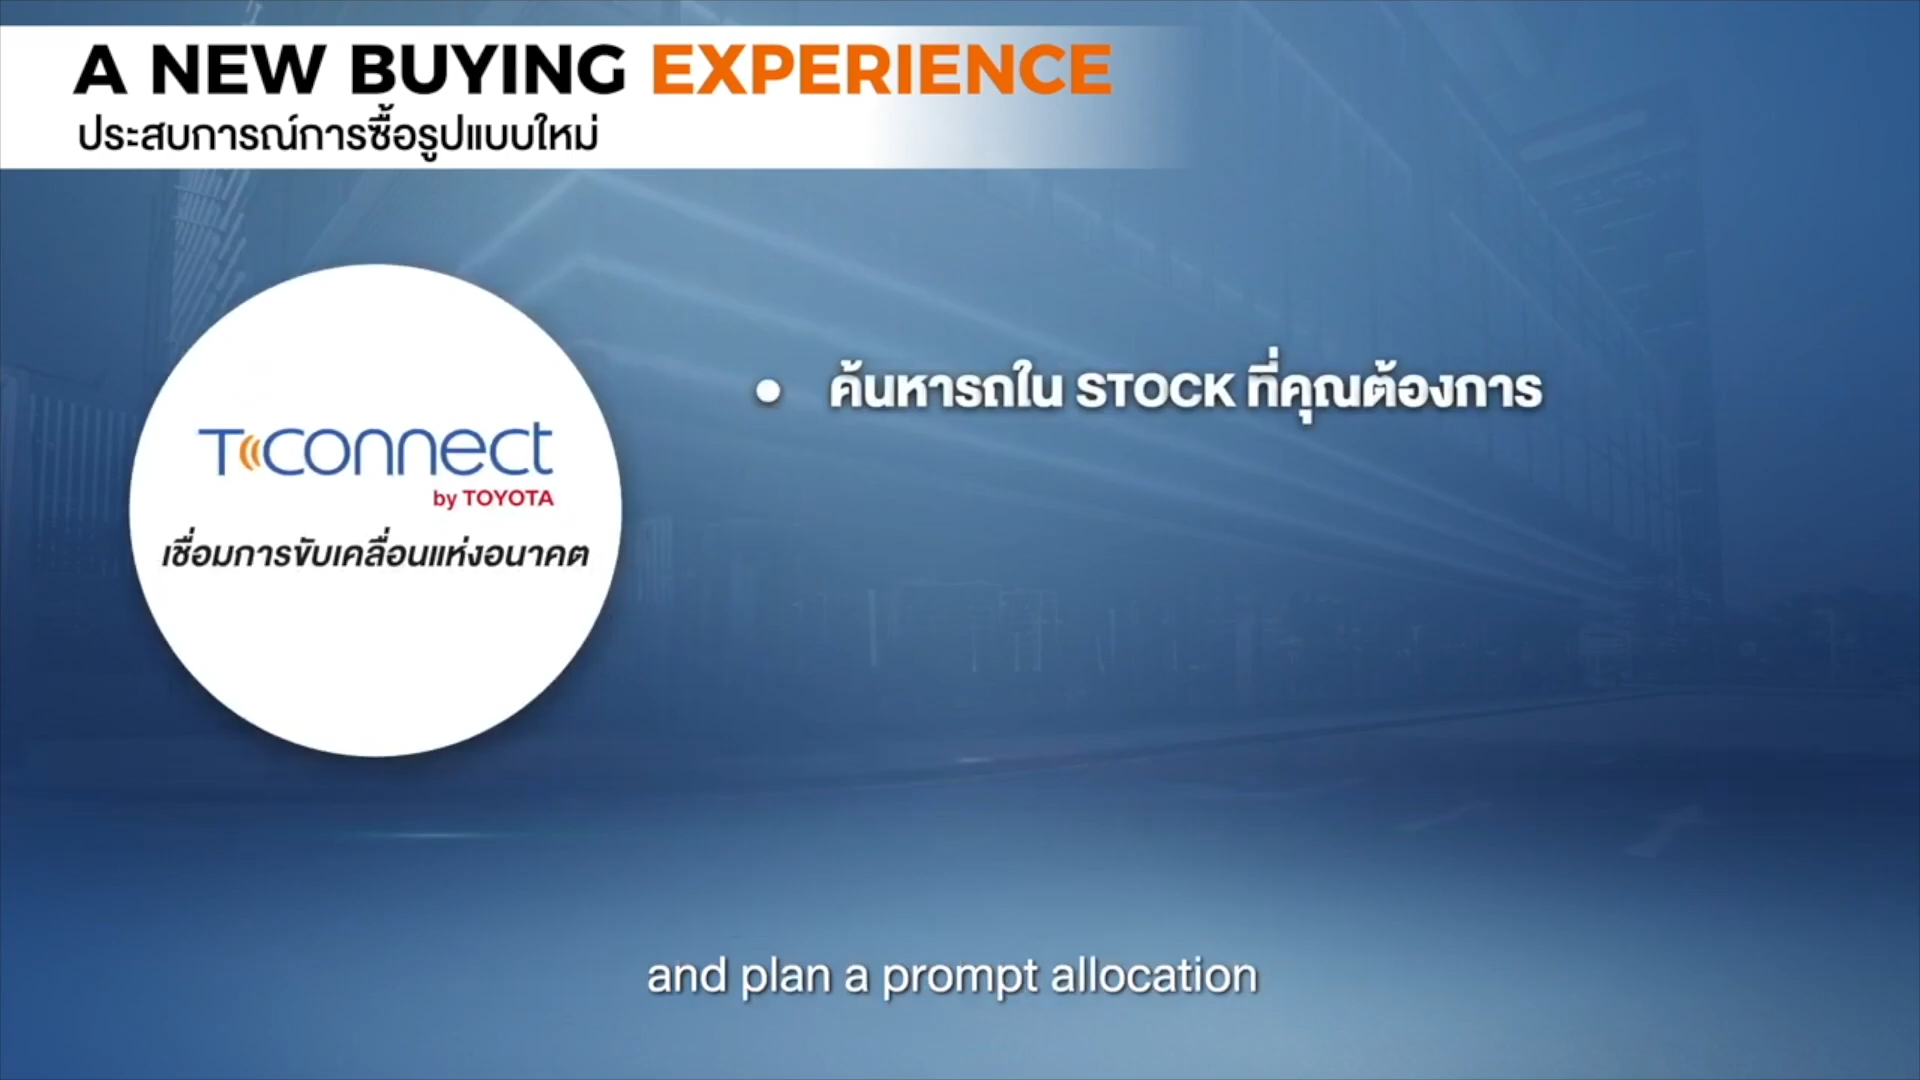 A NEW BUYING EXPERIENCE
ประสบการณ์การซื้อรูปแบบใหม่
T connect
by TOYOTA
เชื่อมการขับเคลื่อนแห่งอนาคต
• ค้นหารถใน STOCK ที่คุณต้องการ
and plan a prompt allocation